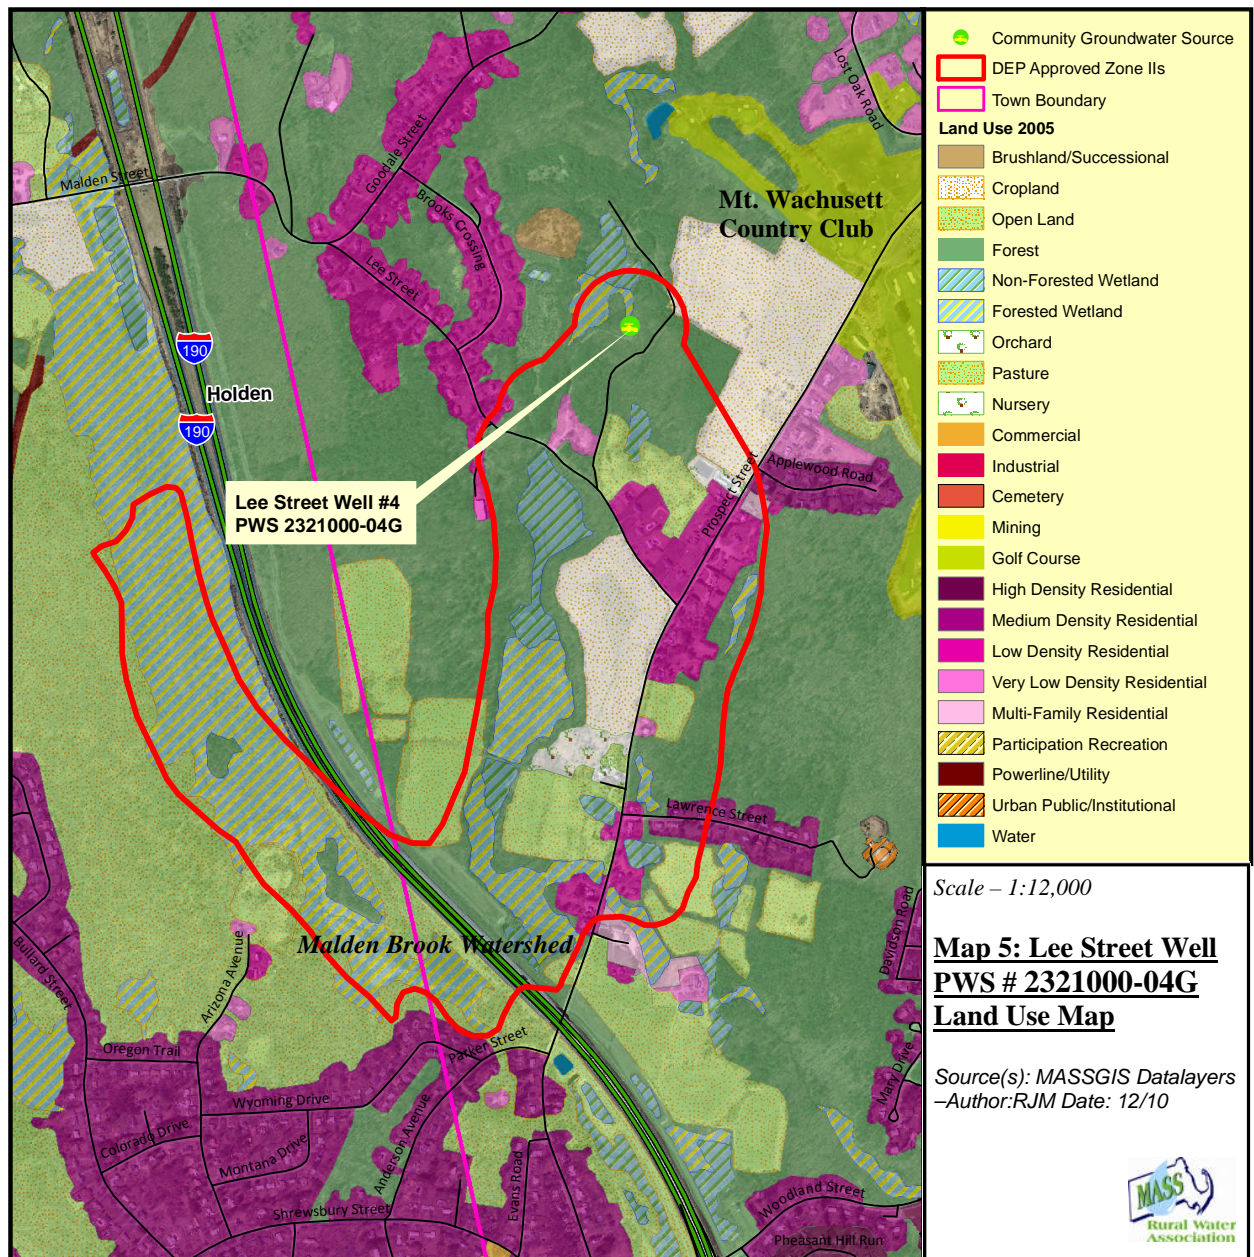 Malden Street
Goodale Street
Brooks Crossing
Lee Street
Lost Oak Road
Mt. Wachusett
Country Club
190
Holden
190
Lee Street Well #4
PWS 2321000-04G
Prospect Street
Applewood Road
Lawrence Street
Malden Brook Watershed
Bullard Street
Arizona Avenue
Oregon Trail
Parker Street
Wyoming Drive
Colorado Drive
Montana Drive
Anderson Avenue
Shrewsbury Street
Evans Road
Davidson Road
Mary Drive
Woodland Street
Pheasant Hill Run
Community Groundwater Source
DEP Approved Zone IIs
Town Boundary
Land Use 2005
Brushland/Successional
Cropland
Open Land
Forest
Non-Forested Wetland
Forested Wetland
Orchard
Pasture
Nursery
Commercial
Industrial
Cemetery
Mining
Golf Course
High Density Residential
Medium Density Residential
Low Density Residential
Very Low Density Residential
Multi-Family Residential
Participation Recreation
Powerline/Utility
Urban Public/Institutional
Water
Scale – 1:12,000
Map 5: Lee Street Well
PWS # 2321000-04G
Land Use Map
Source(s): MASSGIS Datalayers
–Author:RJM Date: 12/10
MASS
Rural Water
Association